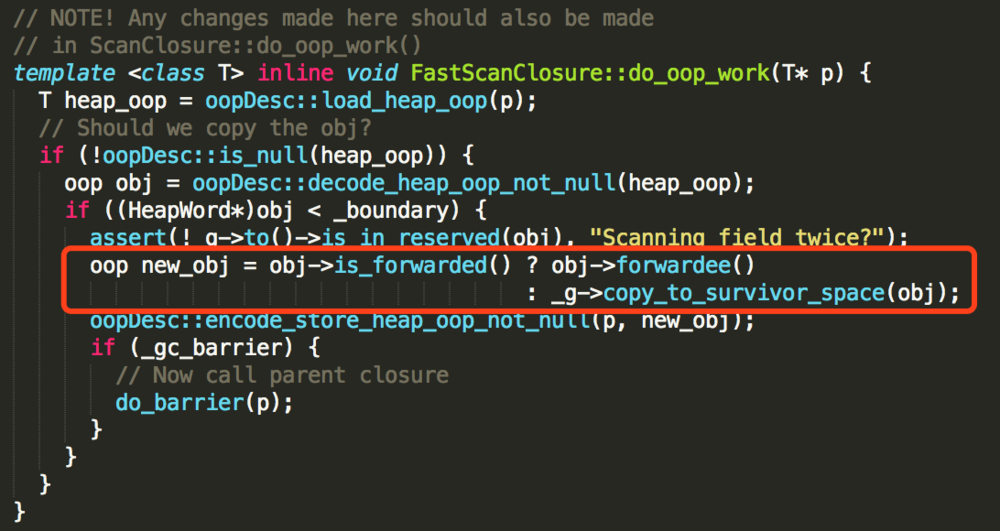 // NOTE! Any changes made here should also be made
// in ScanClosure::do_oop_work()
template <class T> inline void FastScanClosure::do_oop_work(T* p) {
  T heap_oop = oopDesc::load_heap_oop(p);
  // Should we copy the obj?
  if (!oopDesc::is_null(heap_oop)) {
    oop obj = oopDesc::decode_heap_oop_not_null(heap_oop);
    if ((HeapWord*)obj < _boundary) {
      assert(!_g->to()->is_in_reserved(obj), "Scanning field twice?");
      oop new_obj = obj->is_forwarded() ? obj->forwardee()
                                        : _g->copy_to_survivor_space(obj);
      oopDesc::encode_store_heap_oop_not_null(p, new_obj);
      if (_gc_barrier) {
        // Now call parent closure
        do_barrier(p);
      }
    }
  }
}